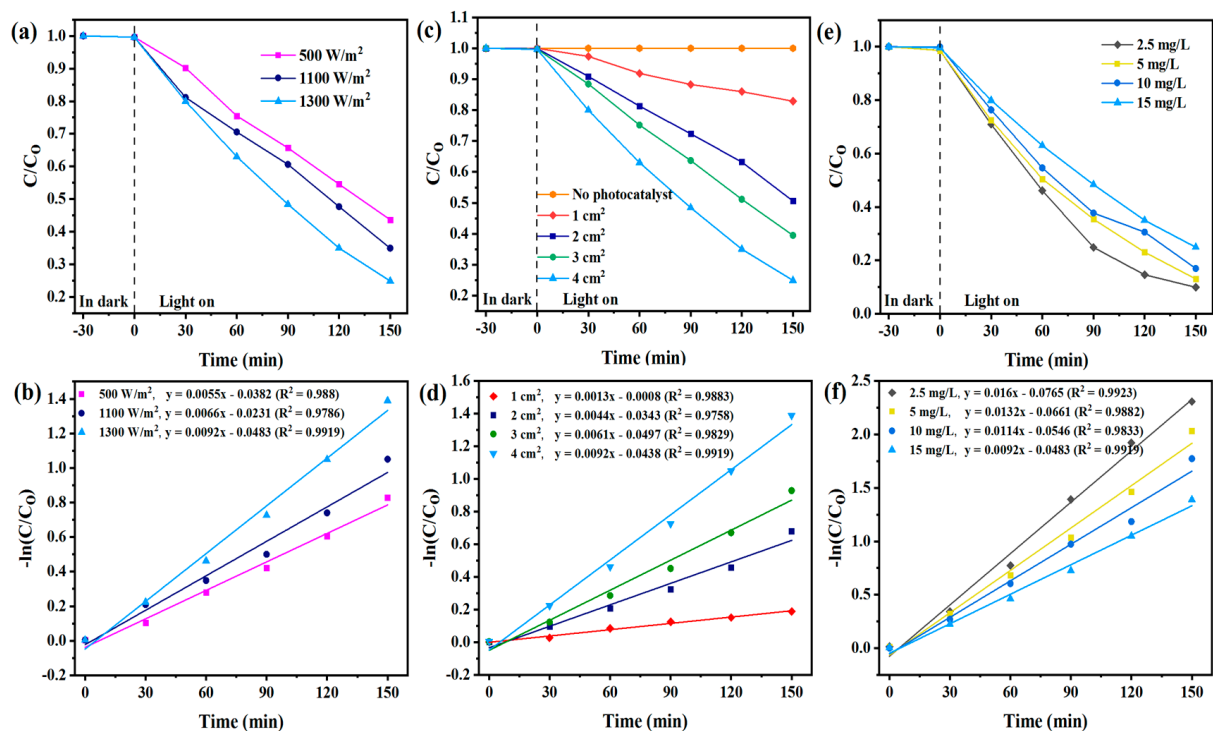 (a)
500 W/m²
1100 W/m²
1300 W/m²
C/C₀
1.0
0.9
0.8
0.7
0.6
0.5
0.4
0.3
0.2
In dark
Light on
-30 0 30 60 90 120 150
Time (min)
(c)
C/C₀
1.1
1.0
0.9
0.8
0.7
0.6
0.5
0.4
0.3
0.2
No photocatalyst
1 cm²
2 cm²
3 cm²
4 cm²
In dark
Light on
-30 0 30 60 90 120 150
Time (min)
(e)
2.5 mg/L
5 mg/L
10 mg/L
15 mg/L
C/C₀
1.0
0.8
0.6
0.4
0.2
0.0
In dark
Light on
-30 0 30 60 90 120 150
Time (min)
(b)
500 W/m², y = 0.0055x - 0.0382 (R² = 0.988)
1100 W/m², y = 0.0066x - 0.0231 (R² = 0.9786)
1300 W/m², y = 0.0092x - 0.0483 (R² = 0.9919)
-ln(C/C₀)
1.4
1.2
1.0
0.8
0.6
0.4
0.2
0.0
-0.2
0 30 60 90 120 150
Time (min)
(d)
1 cm², y = 0.0013x - 0.0008 (R² = 0.9883)
2 cm², y = 0.0044x - 0.0343 (R² = 0.9758)
3 cm², y = 0.0061x - 0.0497 (R² = 0.9829)
4 cm², y = 0.0092x - 0.0438 (R² = 0.9919)
-ln(C/C₀)
1.6
1.4
1.2
1.0
0.8
0.6
0.4
0.2
0.0
-0.2
0 30 60 90 120 150
Time (min)
(f)
2.5 mg/L, y = 0.016x - 0.0765 (R² = 0.9923)
5 mg/L, y = 0.0132x - 0.0661 (R² = 0.9882)
10 mg/L, y = 0.0114x - 0.0546 (R² = 0.9833)
15 mg/L, y = 0.0092x - 0.0483 (R² = 0.9919)
-ln(C/C₀)
2.5
2.0
1.5
1.0
0.5
0.0
0 30 60 90 120 150
Time (min)